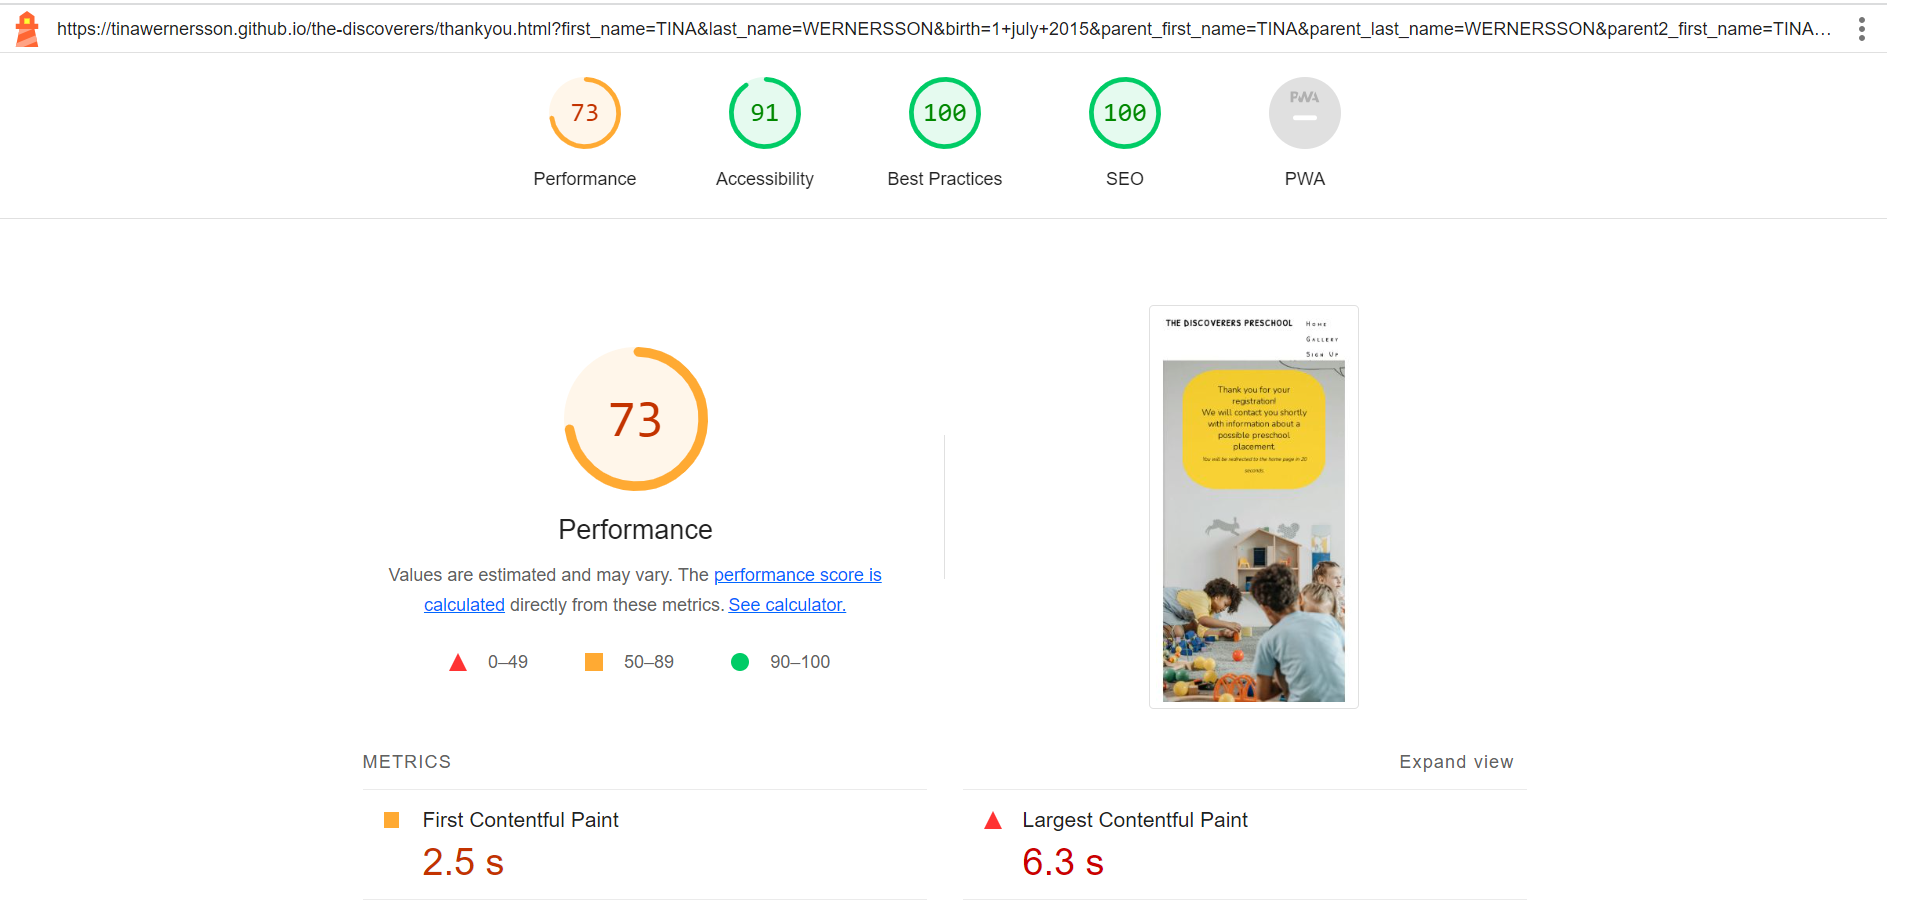 https://tinawernersson.github.io/the-discoverers/thankyou.html?first_name=TINA&last_name=WERNERSSON&birth=1+july+2015&parent_first_name=TINA&parent_last_name=WERNERSSON&parent2_first_name=TINA…
73 91 100 100 PWA
Performance Accessibility Best Practices SEO PWA
THE DISCOVERERS PRESCHOOL
Home
Gallery
Sign Up
Thank you for your
registration!
We will contact you shortly
with information about a
possible preschool
placement.
You will be redirected to the home page in 20
seconds.
73
Performance
Values are estimated and may vary. The performance score is
calculated directly from these metrics. See calculator.
0–49 50–89 90–100
METRICS
Expand view
First Contentful Paint
2.5 s
Largest Contentful Paint
6.3 s